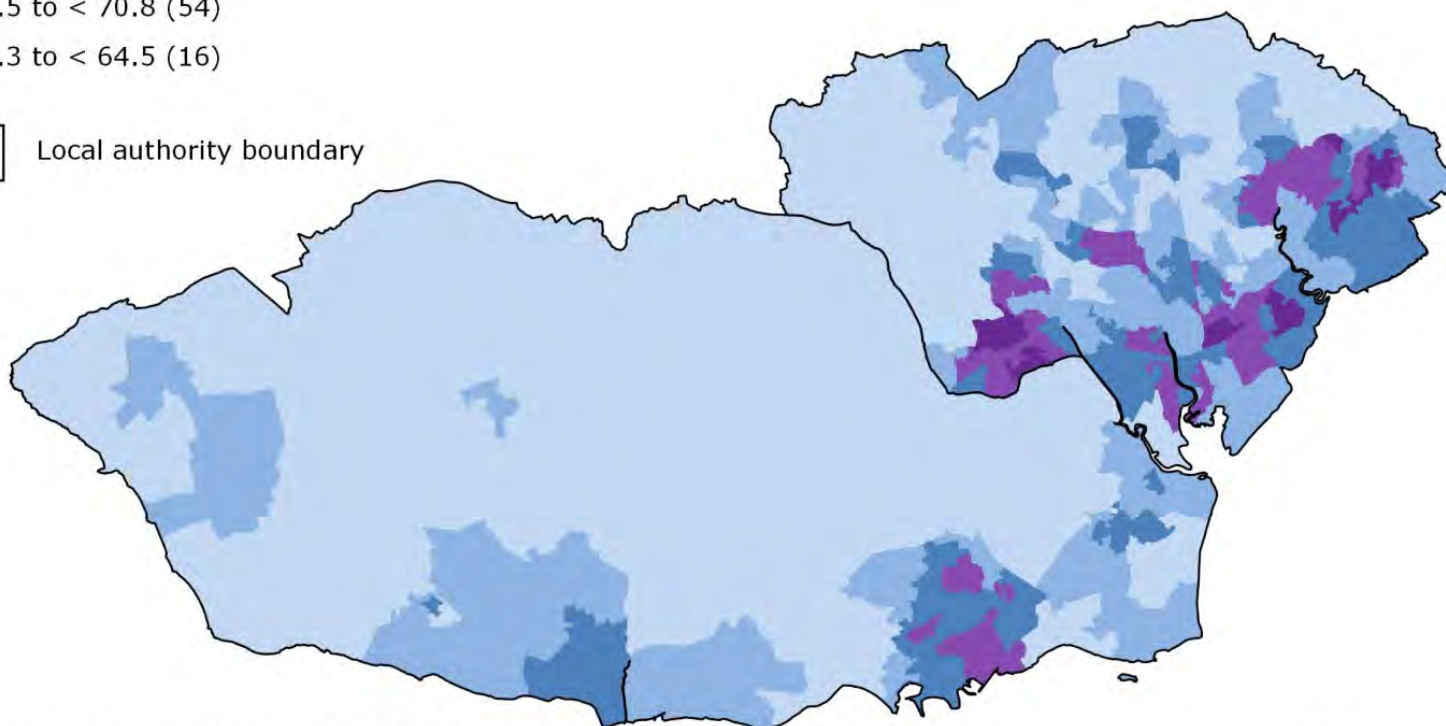 .5 to < 70.8 (54)
.3 to < 64.5 (16)
Local authority boundary